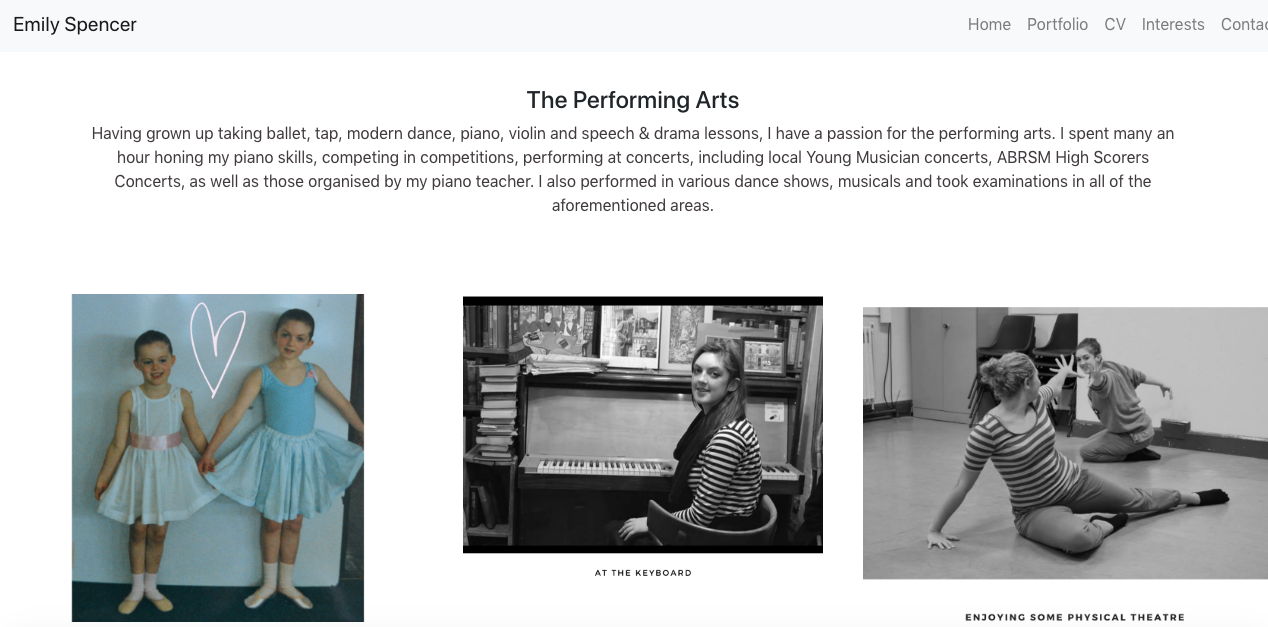 Emily Spencer
Home Portfolio CV Interests Contac
The Performing Arts
Having grown up taking ballet, tap, modern dance, piano, violin and speech & drama lessons, I have a passion for the performing arts. I spent many an
hour honing my piano skills, competing in competitions, performing at concerts, including local Young Musician concerts, ABRSM High Scorers
Concerts, as well as those organised by my piano teacher. I also performed in various dance shows, musicals and took examinations in all of the
aforementioned areas.
AT THE KEYBOARD
ENJOYING SOME PHYSICAL THEATRE